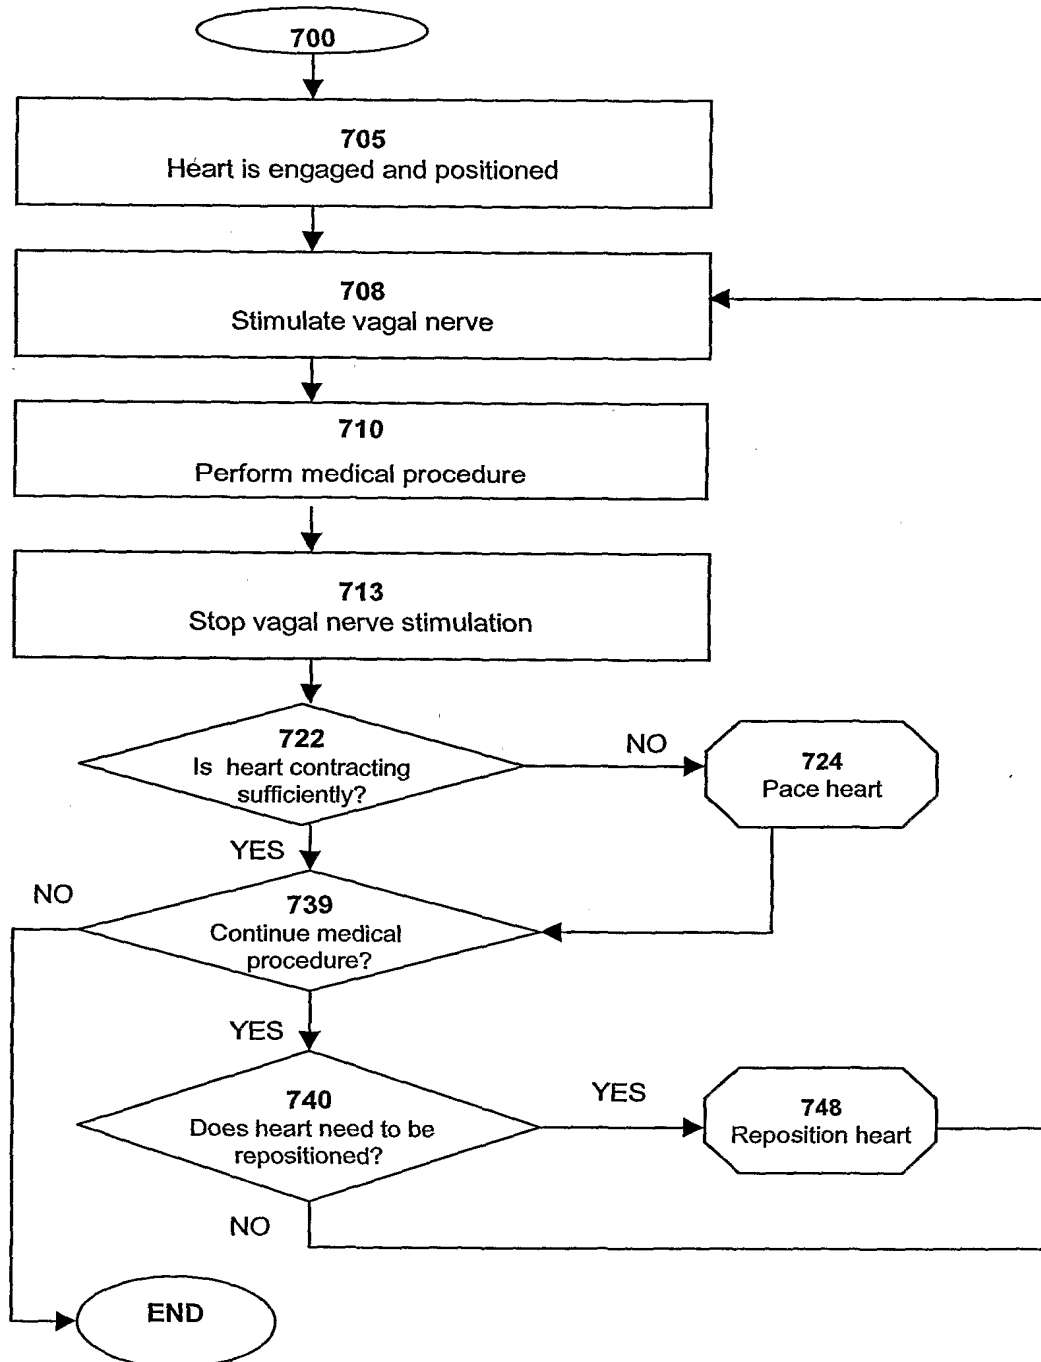 700
705
Heart is engaged and positioned
708
Stimulate vagal nerve
710
Perform medical procedure
713
Stop vagal nerve stimulation
722
Is heart contracting
sufficiently?
NO
724
Pace heart
YES
NO
739
Continue medical
procedure?
YES
740
Does heart need to be
repositioned?
YES
748
Reposition heart
NO
END